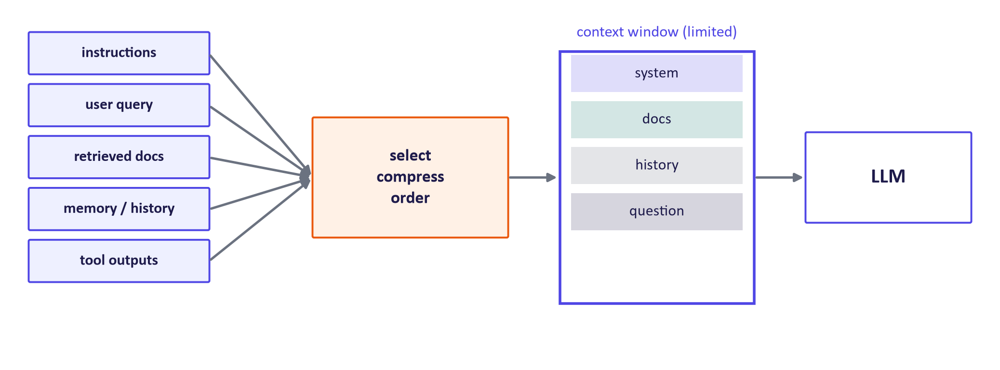 instructions
user query
retrieved docs
memory / history
tool outputs
select
compress
order
context window (limited)
system
docs
history
question
LLM